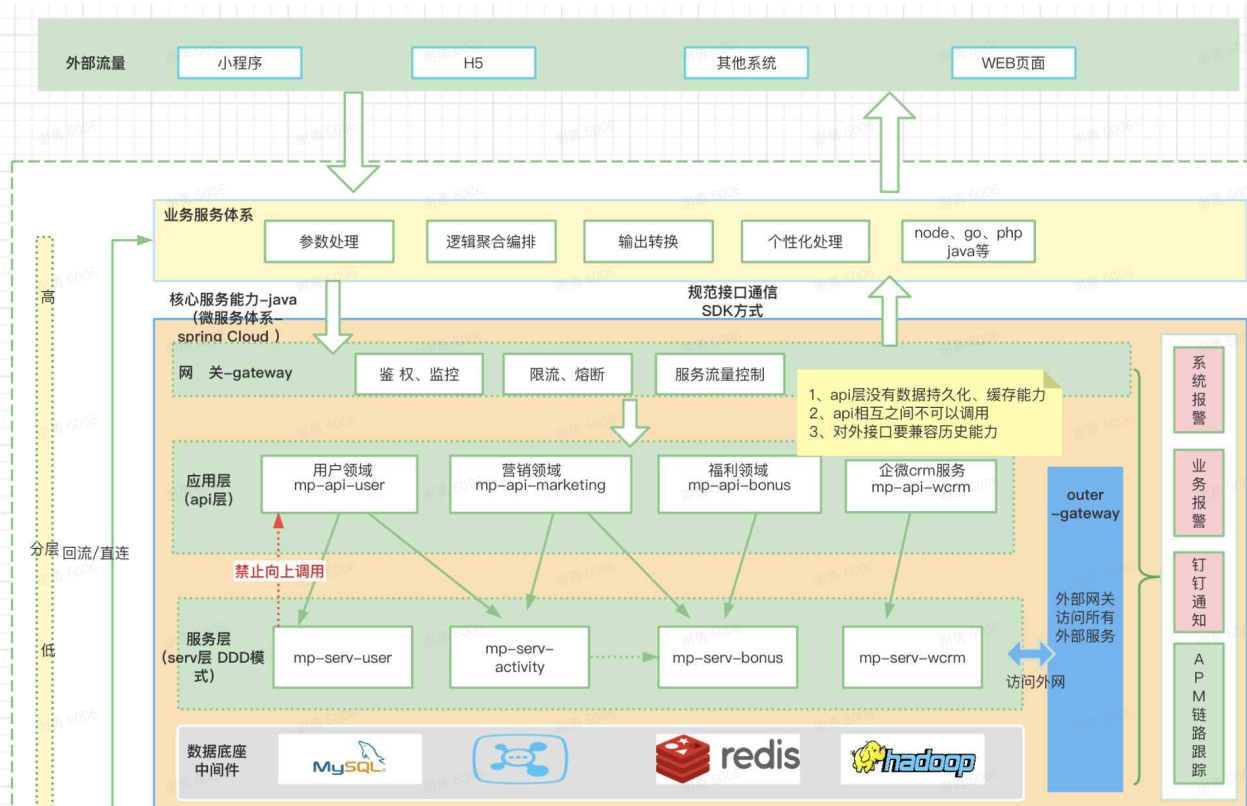 外部流量
小程序
H5
其他系统
WEB页面
业务服务体系
参数处理
逻辑聚合编排
输出转换
个性化处理
node、go、php
java等
核心服务能力-java
（微服务体系-
spring Cloud ）
规范接口通信
SDK方式
高
分层
低
回流/直连
网 关-gateway
鉴 权、监控
限流、熔断
服务流量控制
1、api层没有数据持久化、缓存能力
2、api相互之间不可以调用
3、对外接口要兼容历史能力
应用层
(api层)
用户领域
mp-api-user
营销领域
mp-api-marketing
福利领域
mp-api-bonus
企微crm服务
mp-api-wcrm
禁止向上调用
服务层
(serv层 DDD模
式)
mp-serv-user
mp-serv-
activity
mp-serv-bonus
mp-serv-wcrm
outer
-gateway
外部网关
访问所有
外部服务
访问外网
系统报警
业务报警
钉钉通知
APM链路跟踪
数据底座
中间件
MySQL
redis
hadoop
谢勇 6006